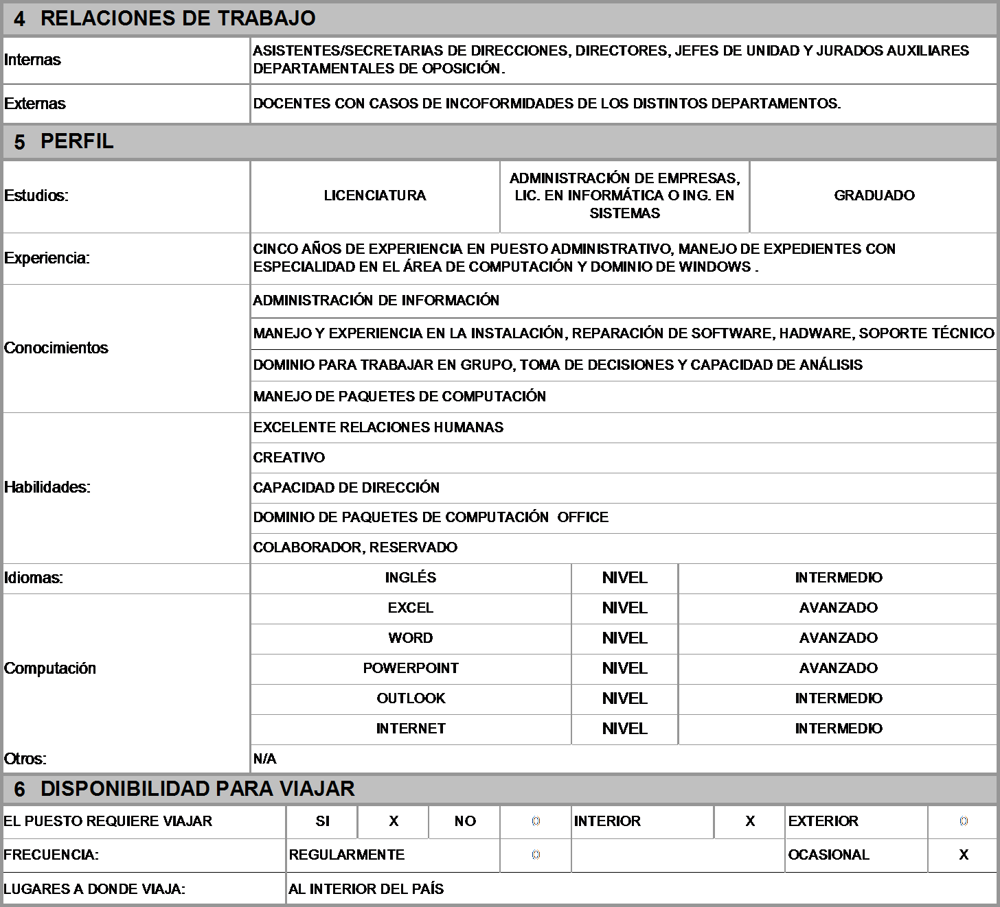 4 RELACIONES DE TRABAJO
Internas
ASISTENTES/SECRETARIAS DE DIRECCIONES, DIRECTORES, JEFES DE UNIDAD Y JURADOS AUXILIARES
DEPARTAMENTALES DE OPOSICIÓN.
Externas
DOCENTES CON CASOS DE INCOFORMIDADES DE LOS DISTINTOS DEPARTAMENTOS.
5 PERFIL
Estudios:
LICENCIATURA
ADMINISTRACIÓN DE EMPRESAS,
LIC. EN INFORMÁTICA O ING. EN
SISTEMAS
GRADUADO
Experiencia:
CINCO AÑOS DE EXPERIENCIA EN PUESTO ADMINISTRATIVO, MANEJO DE EXPEDIENTES CON
ESPECIALIDAD EN EL ÁREA DE COMPUTACIÓN Y DOMINIO DE WINDOWS .
Conocimientos
ADMINISTRACIÓN DE INFORMACIÓN
MANEJO Y EXPERIENCIA EN LA INSTALACIÓN, REPARACIÓN DE SOFTWARE, HADWARE, SOPORTE TÉCNICO
DOMINIO PARA TRABAJAR EN GRUPO, TOMA DE DECISIONES Y CAPACIDAD DE ANÁLISIS
MANEJO DE PAQUETES DE COMPUTACIÓN
Habilidades:
EXCELENTE RELACIONES HUMANAS
CREATIVO
CAPACIDAD DE DIRECCIÓN
DOMINIO DE PAQUETES DE COMPUTACIÓN  OFFICE
COLABORADOR, RESERVADO
Idiomas:
INGLÉS NIVEL INTERMEDIO
Computación
EXCEL NIVEL AVANZADO
WORD NIVEL AVANZADO
POWERPOINT NIVEL AVANZADO
OUTLOOK NIVEL INTERMEDIO
INTERNET NIVEL INTERMEDIO
Otros:
N/A
6 DISPONIBILIDAD PARA VIAJAR
EL PUESTO REQUIERE VIAJAR SI X NO 0 INTERIOR X EXTERIOR 0
FRECUENCIA: REGULARMENTE 0 OCASIONAL X
LUGARES A DONDE VIAJA: AL INTERIOR DEL PAÍS